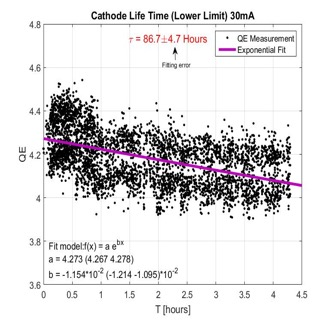 Cathode Life Time (Lower Limit) 30mA
4.8
τ = 86.7±4.7 Hours
Fitting error
QE Measurement
Exponential Fit
4.6
4.4
4.2
4
3.8
3.6
3.4
QE
Fit model:f(x) = a e^bx
a = 4.273 (4.267 4.278)
b = -1.154*10^-2 (-1.214 -1.095)*10^-2
0 0.5 1 1.5 2 2.5 3 3.5 4 4.5
T [hours]